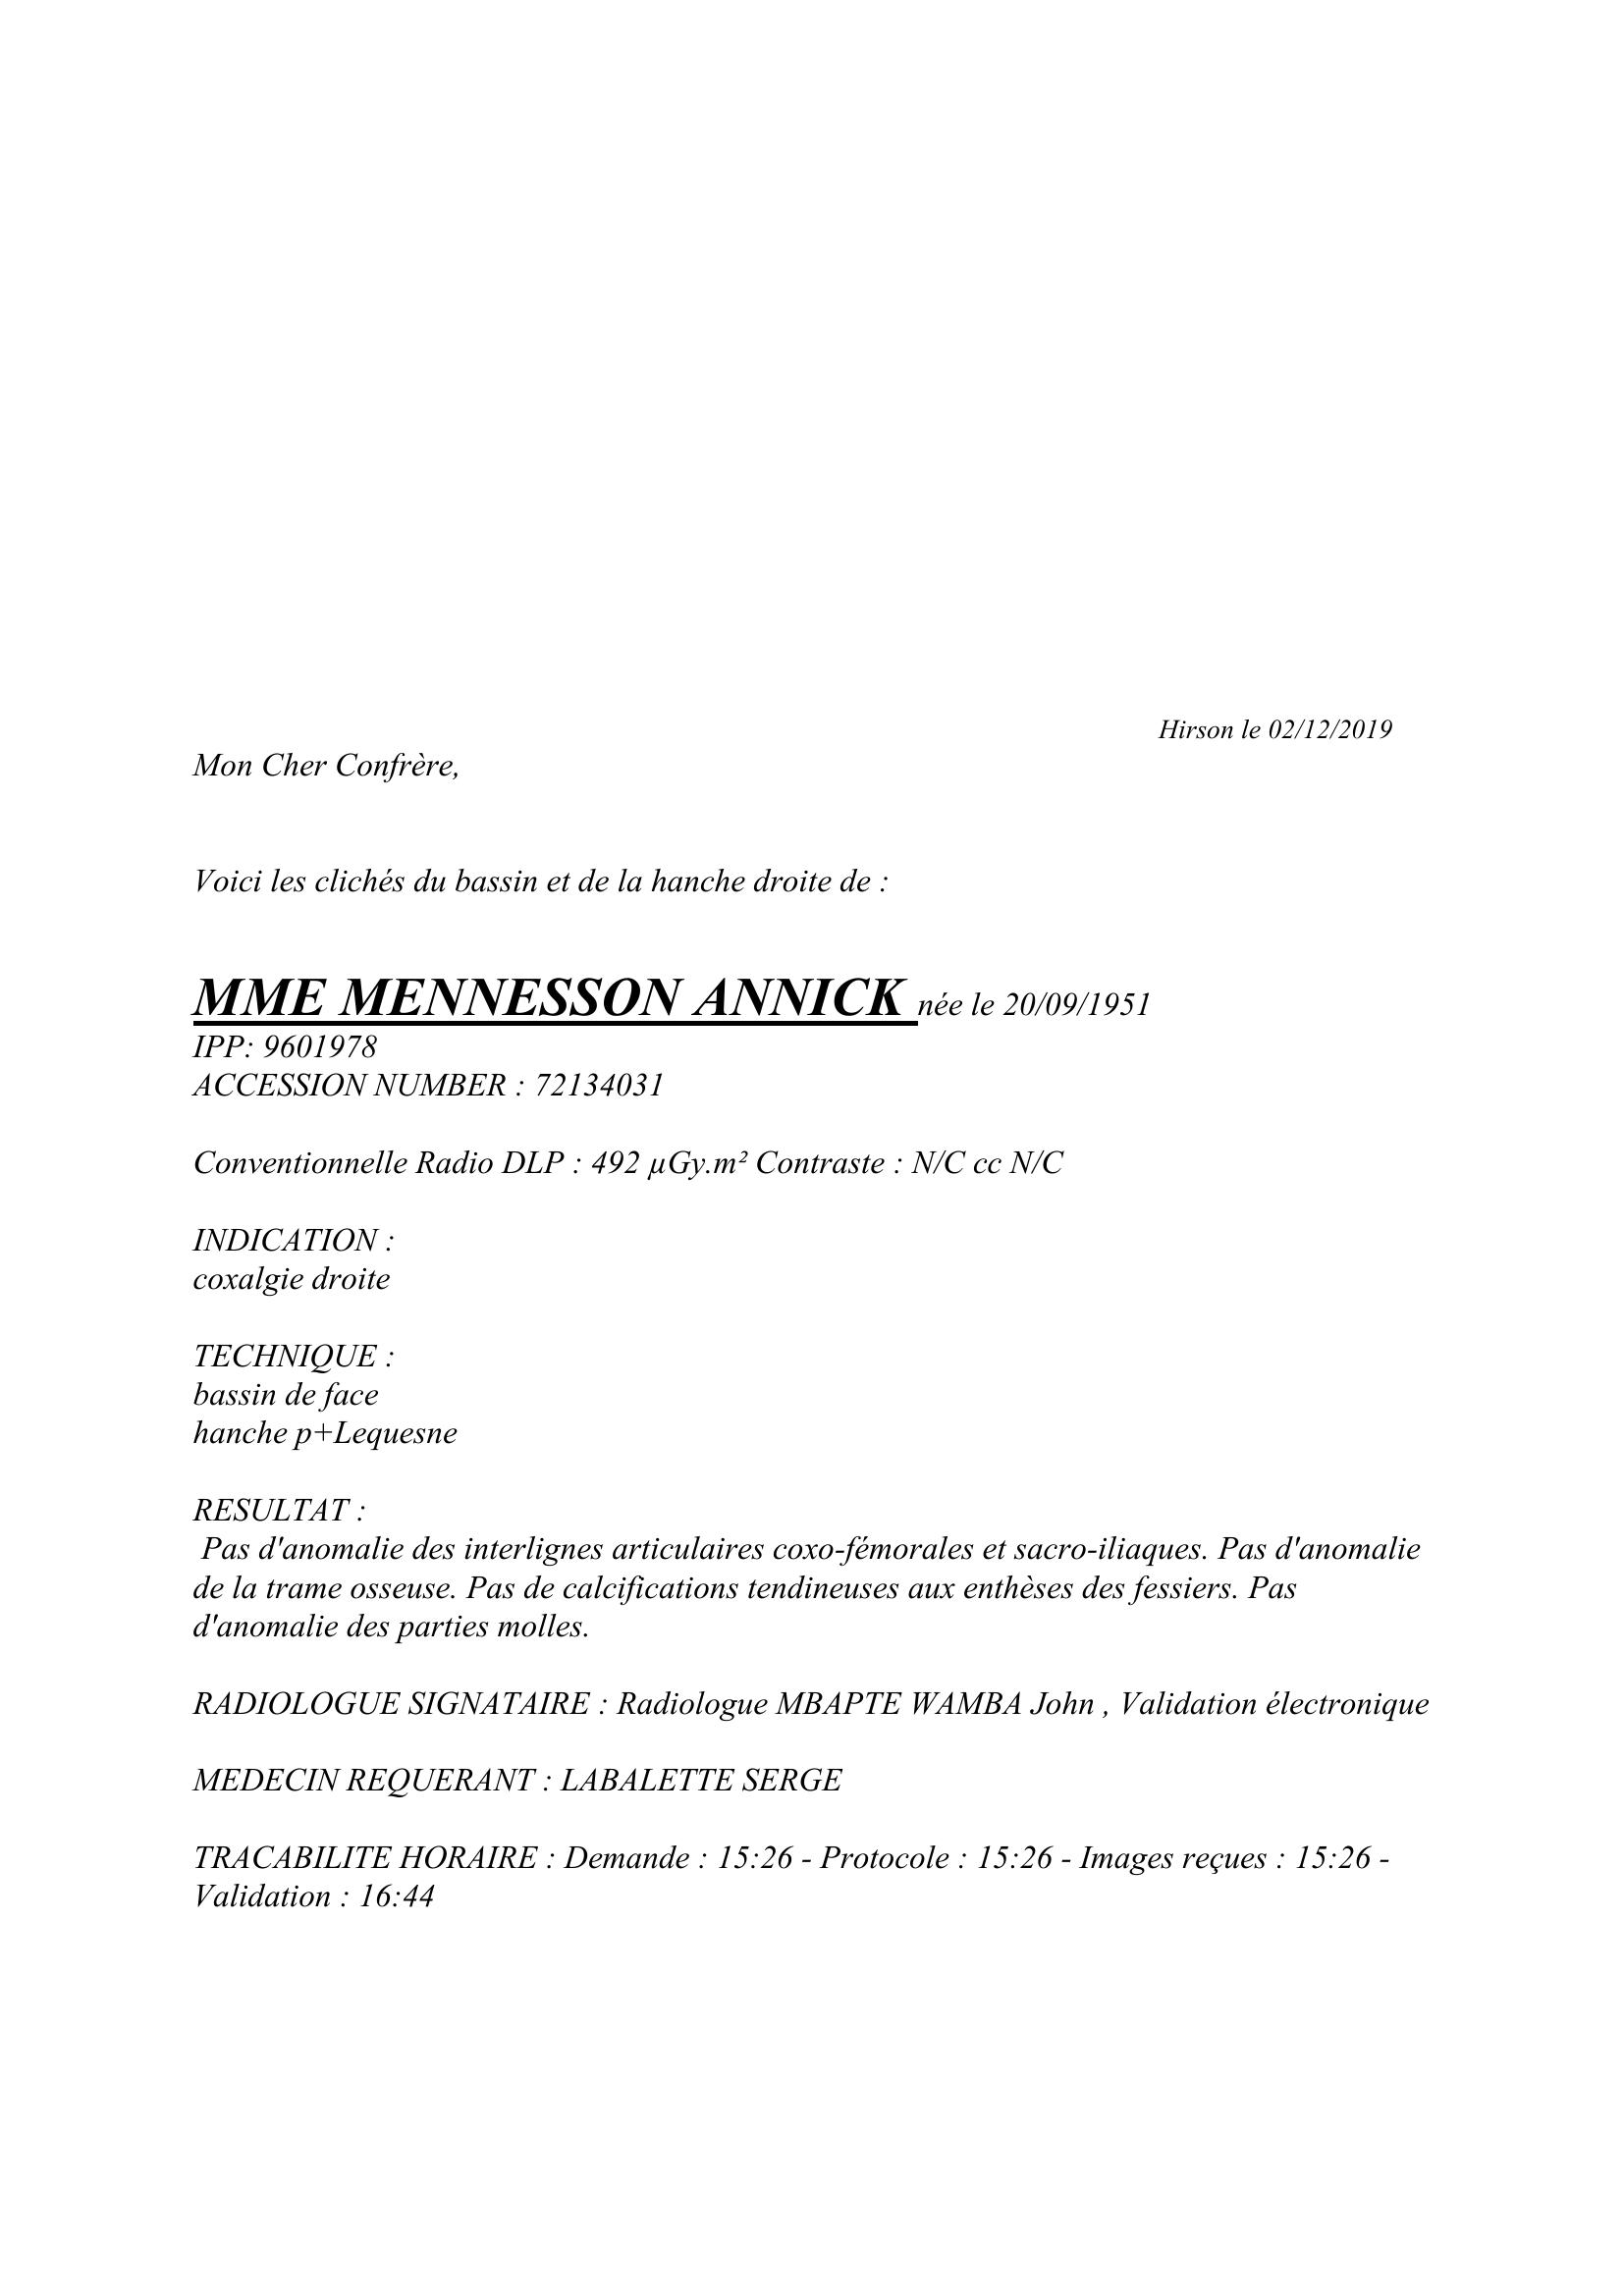 Hirson le 02/12/2019
Mon Cher Confrère,
Voici les clichés du bassin et de la hanche droite de :
MME MENNESSON ANNICK née le 20/09/1951
IPP: 9601978
ACCESSION NUMBER : 72134031
Conventionnelle Radio DLP : 492 µGy.m² Contraste : N/C cc N/C
INDICATION :
coxalgie droite
TECHNIQUE :
bassin de face
hanche p+Lequesne
RESULTAT :
Pas d'anomalie des interlignes articulaires coxo-fémorales et sacro-iliaques. Pas d'anomalie
de la trame osseuse. Pas de calcifications tendineuses aux enthèses des fessiers. Pas
d'anomalie des parties molles.
RADIOLOGUE SIGNATAIRE : Radiologue MBAPTE WAMBA John , Validation électronique
MEDECIN REQUERANT : LABALETTE SERGE
TRACABILITE HORAIRE : Demande : 15:26 - Protocole : 15:26 - Images reçues : 15:26 -
Validation : 16:44